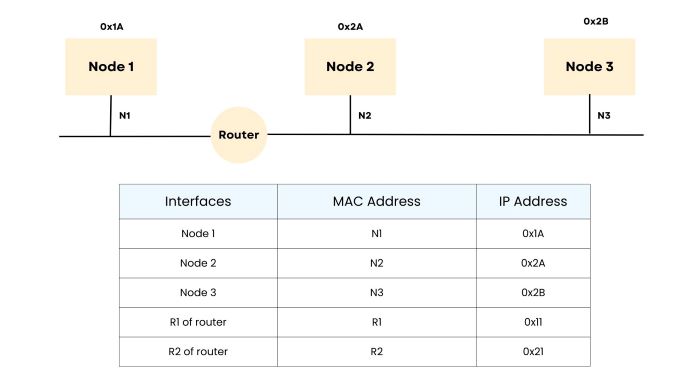 0x1A
0x2A
0x2B
Node 1
Node 2
Node 3
N1
N2
N3
Router
Interfaces MAC Address IP Address
Node 1 N1 0x1A
Node 2 N2 0x2A
Node 3 N3 0x2B
R1 of router R1 0x11
R2 of router R2 0x21